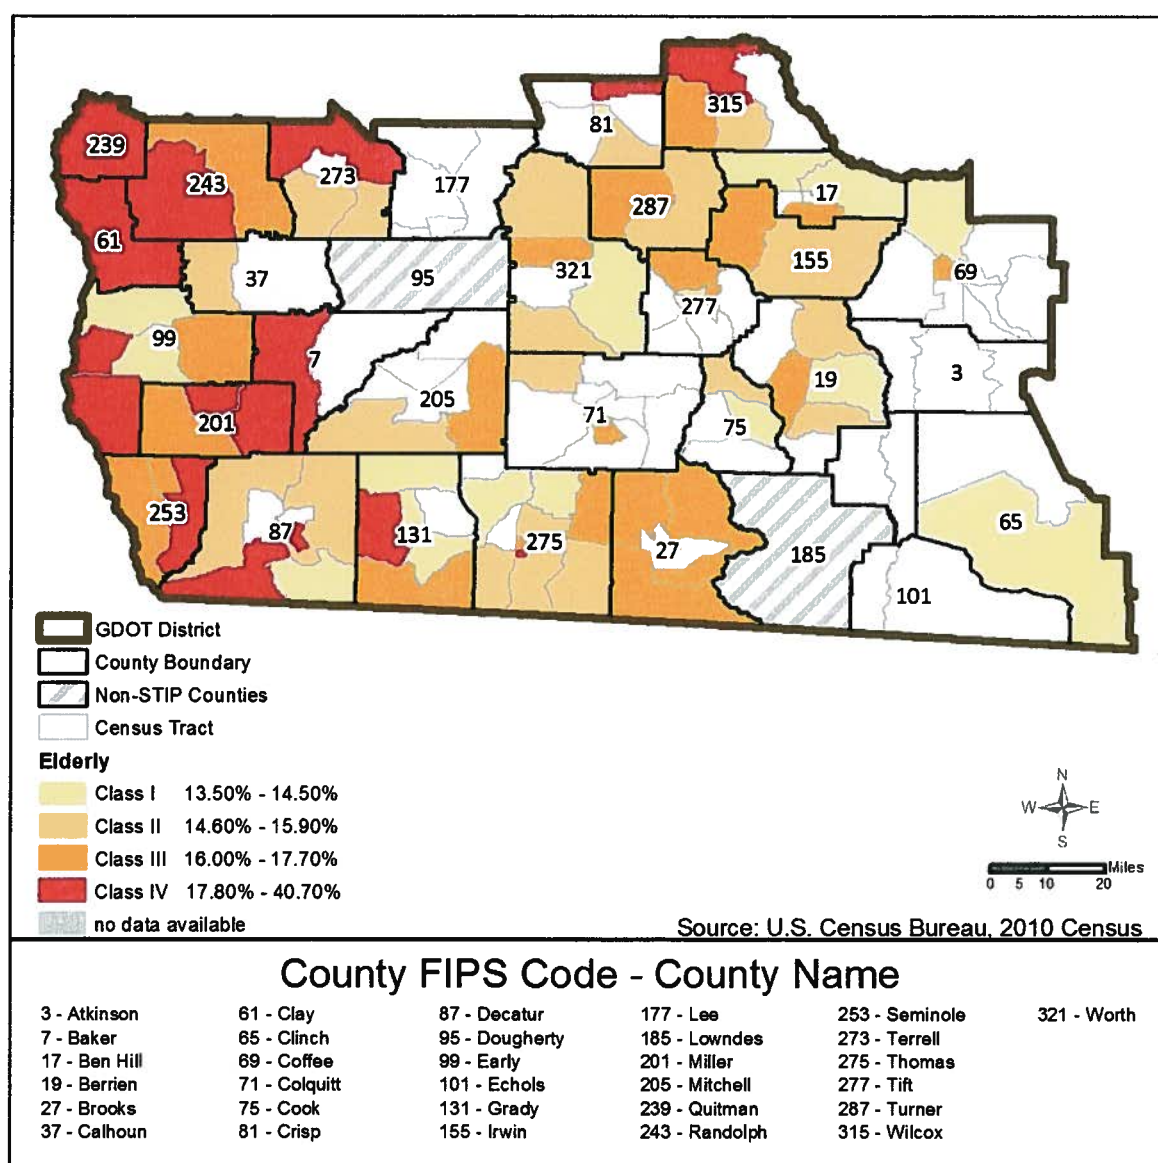 315
81
239
243
273
177
17
287
61
321
155
69
37
95
277
99
7
3
19
205
201
71
75
253
65
87
131
275
27
185
101
GDOT District
County Boundary
Non-STIP Counties
Census Tract
Elderly
Class I 13.50% - 14.50%
Class II 14.60% - 15.90%
Class III 16.00% - 17.70%
Class IV 17.80% - 40.70%
no data available
N
W E
S
Miles
0 5 10 20
Source: U.S. Census Bureau, 2010 Census
County FIPS Code - County Name
3 - Atkinson
7 - Baker
17 - Ben Hill
19 - Berrien
27 - Brooks
37 - Calhoun
61 - Clay
65 - Clinch
69 - Coffee
71 - Colquitt
75 - Cook
81 - Crisp
87 - Decatur
95 - Dougherty
99 - Early
101 - Echols
131 - Grady
155 - Irwin
177 - Lee
185 - Lowndes
201 - Miller
205 - Mitchell
239 - Quitman
243 - Randolph
253 - Seminole
273 - Terrell
275 - Thomas
277 - Tift
287 - Turner
315 - Wilcox
321 - Worth